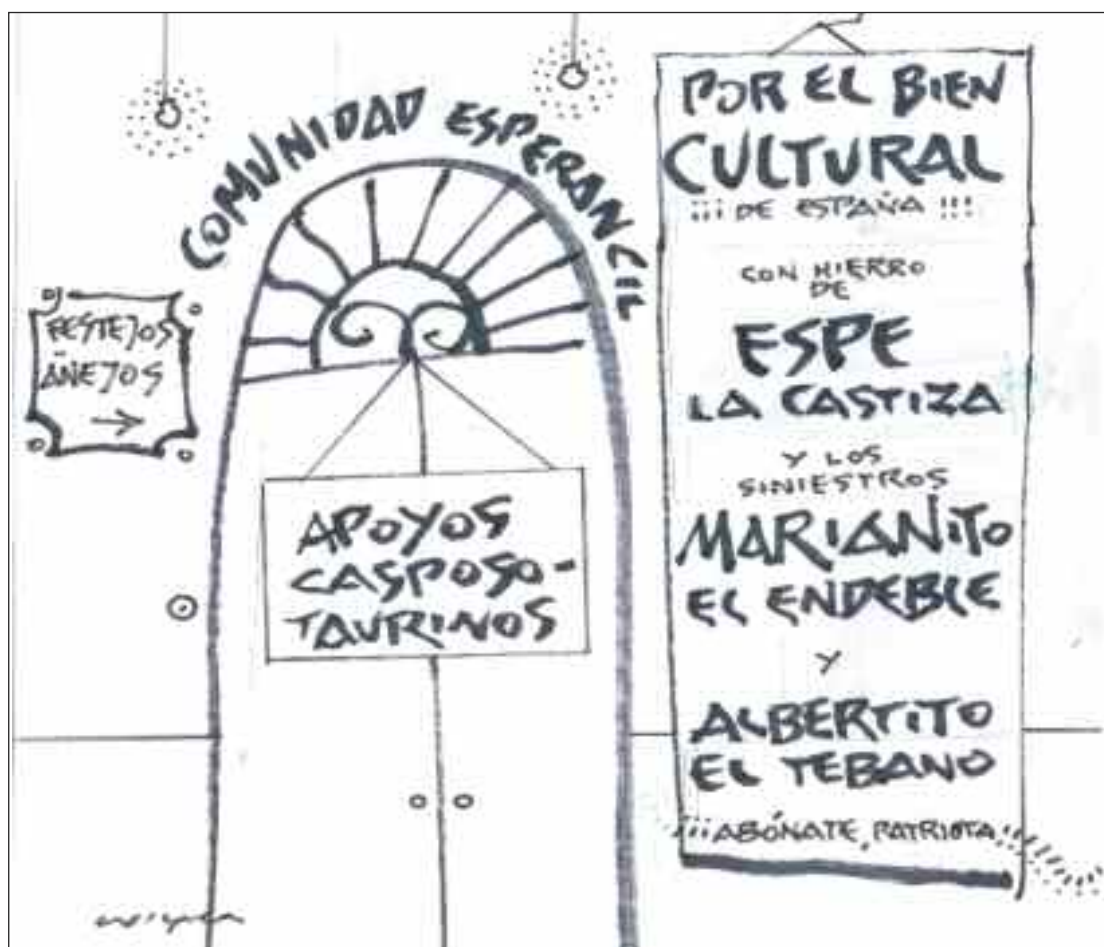 COMUNIDAD ESPERANCIL
FESTEJOS
AÑEJOS
APOYOS
CASPOSO-
TAURINOS
POR EL BIEN
CULTURAL
¡¡¡ DE ESPAÑA !!!
CON HIERRO
DE
ESPE
LA CASTIZA
Y LOS
SINIESTROS
MARIANITO
EL ENDEBLE
Y
ALBERTITO
EL TEBANO
¡¡¡ABÓNATE, PATRIOTA!!!